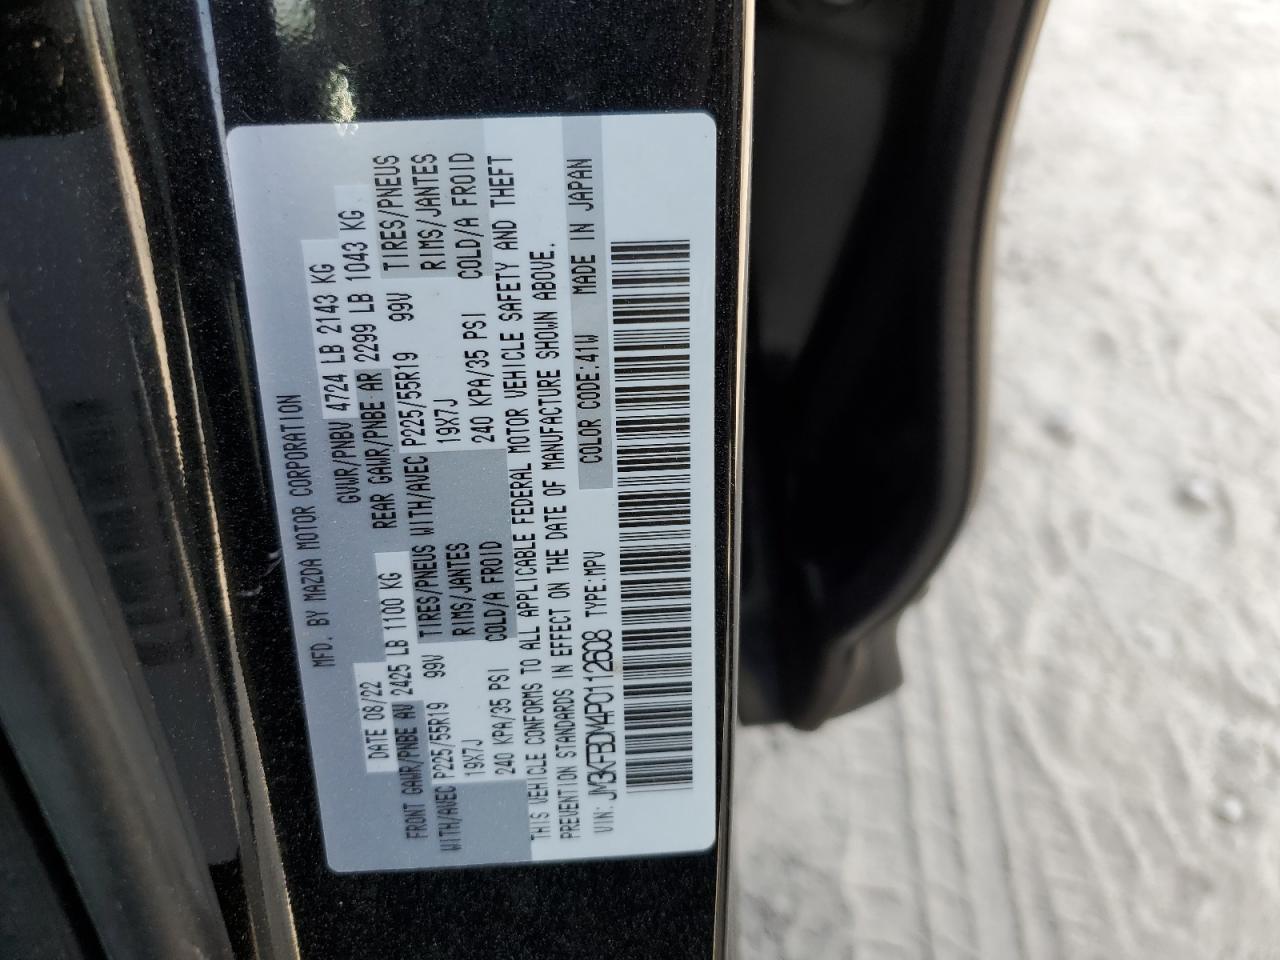 MFD. BY MAZDA MOTOR CORPORATION
DATE 08/22 GVWR/PNBV 4724 LB 2143 KG
FRONT GAWR/PNBE AV 2425 LB 1100 KG REAR GAWR/PNBE AR 2299 LB 1043 KG
WITH/AVEC P225/55R19 99V TIRES/PNEUS WITH/AVEC P225/55R19 99V TIRES/PNEUS
19X7J RIMS/JANTES 19X7J RIMS/JANTES
240 KPA/35 PSI COLD/A FROID 240 KPA/35 PSI COLD/A FROID
THIS VEHICLE CONFORMS TO ALL APPLICABLE FEDERAL MOTOR VEHICLE SAFETY AND THEFT
PREVENTION STANDARDS IN EFFECT ON THE DATE OF MANUFACTURE SHOWN ABOVE.
VIN: JM3KFBDM4P0112608 TYPE:MPV COLOR CODE:41W MADE IN JAPAN